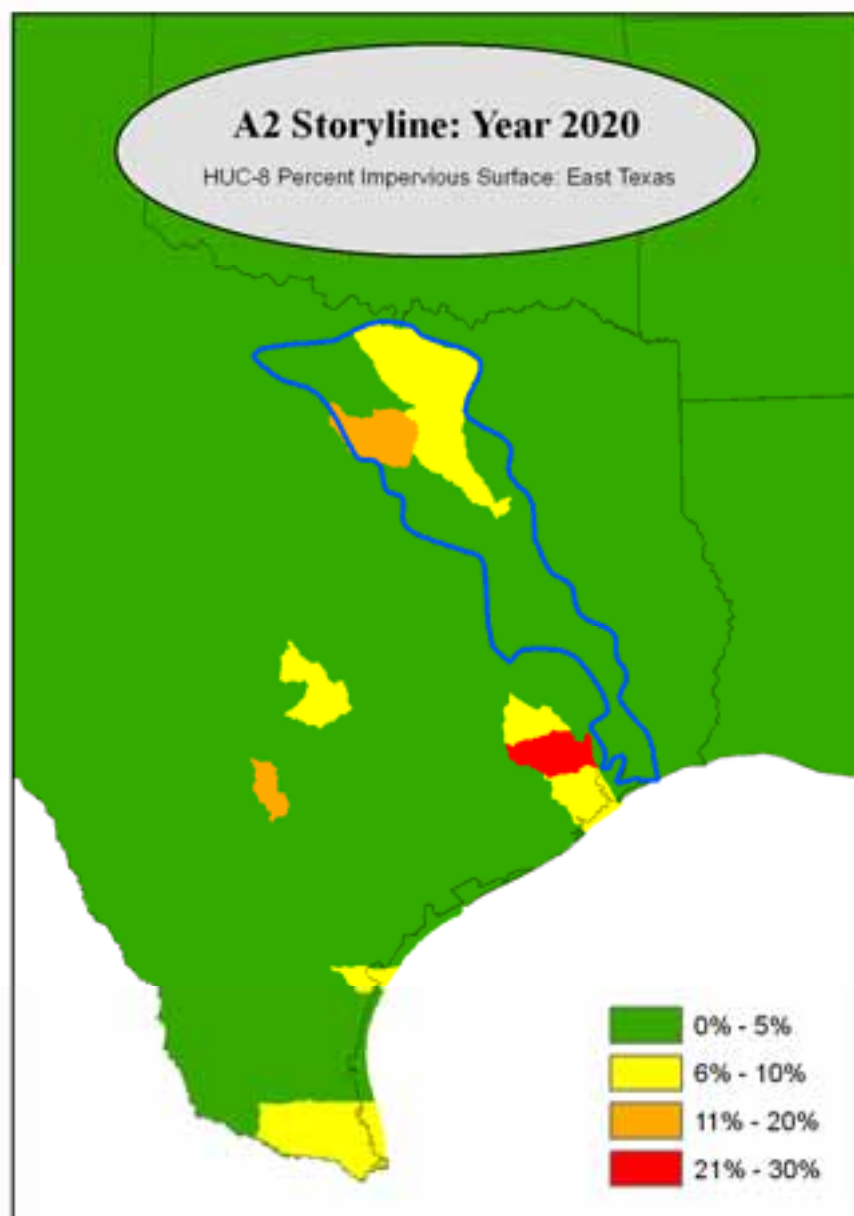 A2 Storyline: Year 2020
HUC-8 Percent Impervious Surface: East Texas
0% - 5%
6% - 10%
11% - 20%
21% - 30%